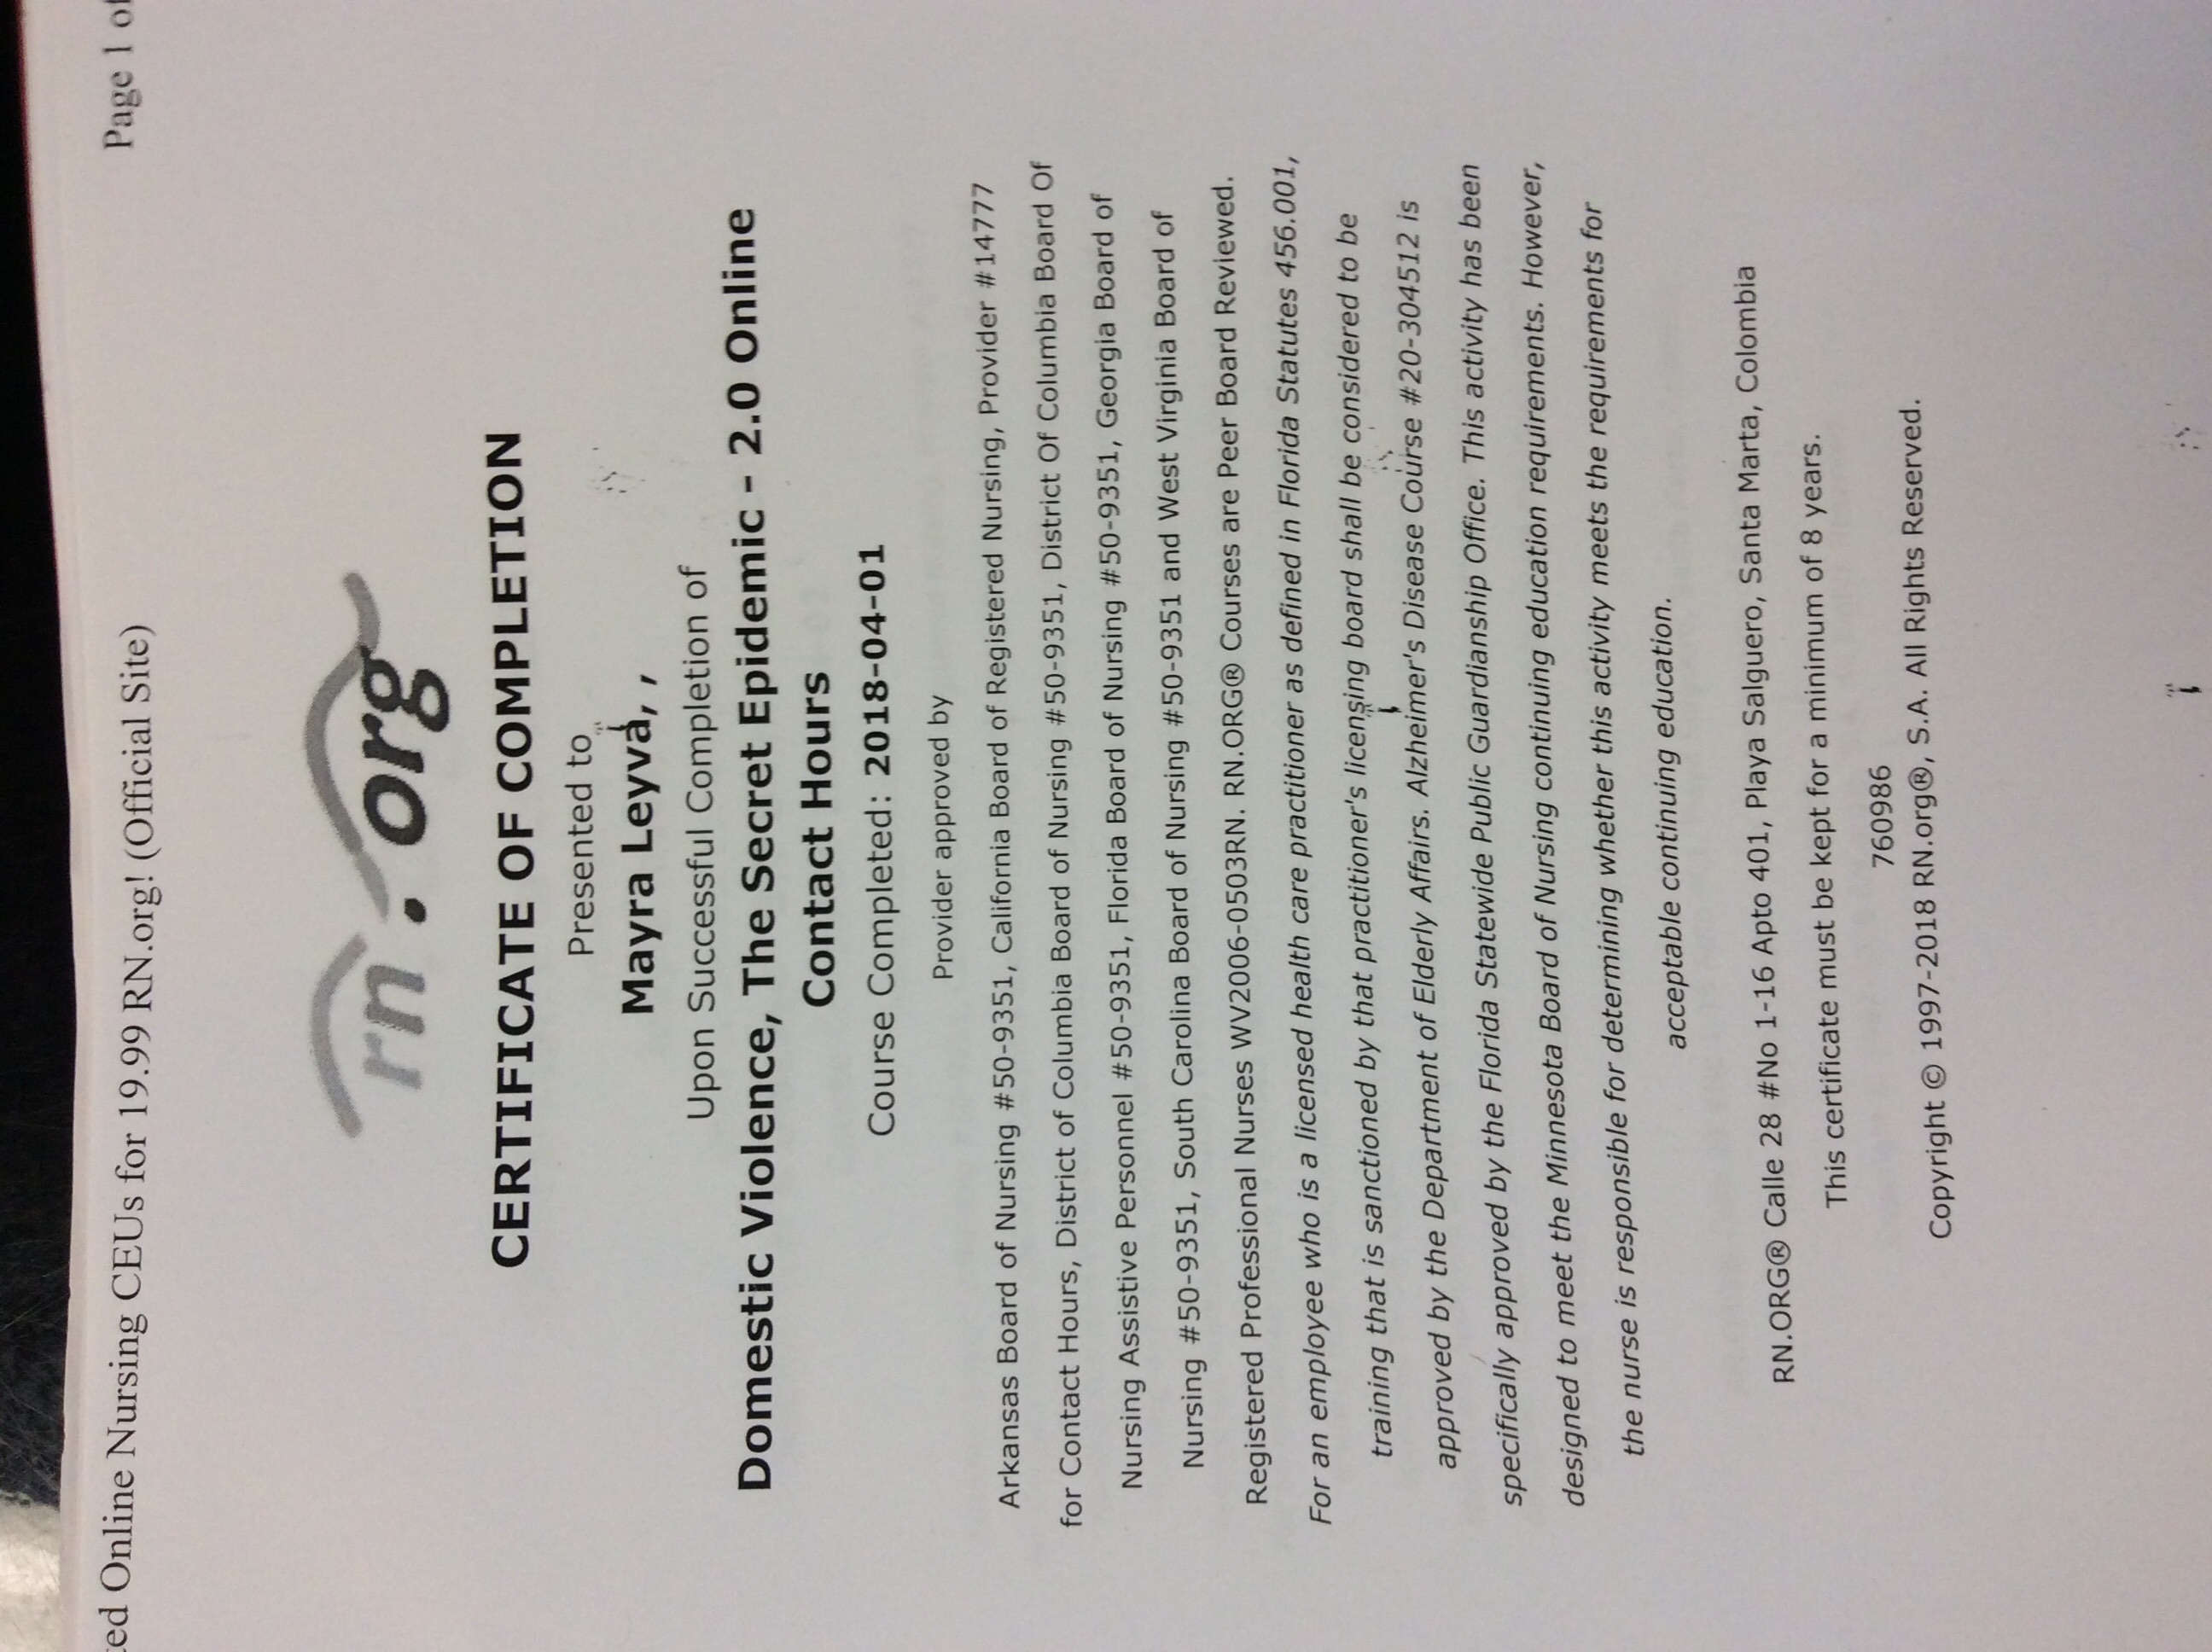 ted Online Nursing CEUs for 19.99 RN.org! (Official Site)
Page 1 of
rn.org
CERTIFICATE OF COMPLETION
Presented to
Mayra Leyva, ,
Upon Successful Completion of
Domestic Violence, The Secret Epidemic - 2.0 Online
Contact Hours
Course Completed: 2018-04-01
Provider approved by
Arkansas Board of Nursing #50-9351, California Board of Registered Nursing, Provider #14777
for Contact Hours, District of Columbia Board of Nursing #50-9351, District Of Columbia Board Of
Nursing Assistive Personnel #50-9351, Florida Board of Nursing #50-9351, Georgia Board of
Nursing #50-9351, South Carolina Board of Nursing #50-9351 and West Virginia Board of
Registered Professional Nurses WV2006-0503RN. RN.ORG® Courses are Peer Board Reviewed.
For an employee who is a licensed health care practitioner as defined in Florida Statutes 456.001,
training that is sanctioned by that practitioner's licensing board shall be considered to be
approved by the Department of Elderly Affairs. Alzheimer's Disease Course #20-304512 is
specifically approved by the Florida Statewide Public Guardianship Office. This activity has been
designed to meet the Minnesota Board of Nursing continuing education requirements. However,
the nurse is responsible for determining whether this activity meets the requirements for
acceptable continuing education.
RN.ORG® Calle 28 #No 1-16 Apto 401, Playa Salguero, Santa Marta, Colombia
This certificate must be kept for a minimum of 8 years.
760986
Copyright © 1997-2018 RN.org®, S.A. All Rights Reserved.